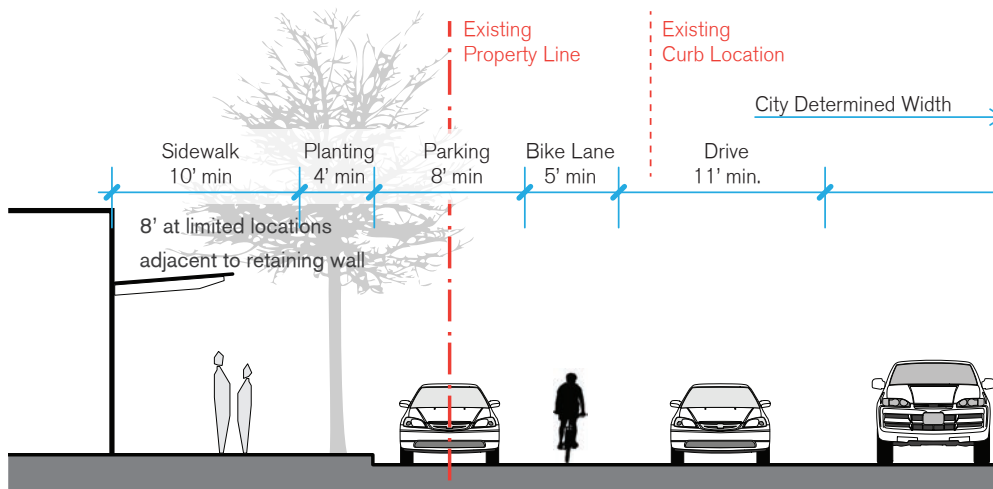 Existing
Property Line
Existing
Curb Location
City Determined Width
Sidewalk
10’ min
Planting
4’ min
Parking
8’ min
Bike Lane
5’ min
Drive
11’ min.
8’ at limited locations
adjacent to retaining wall